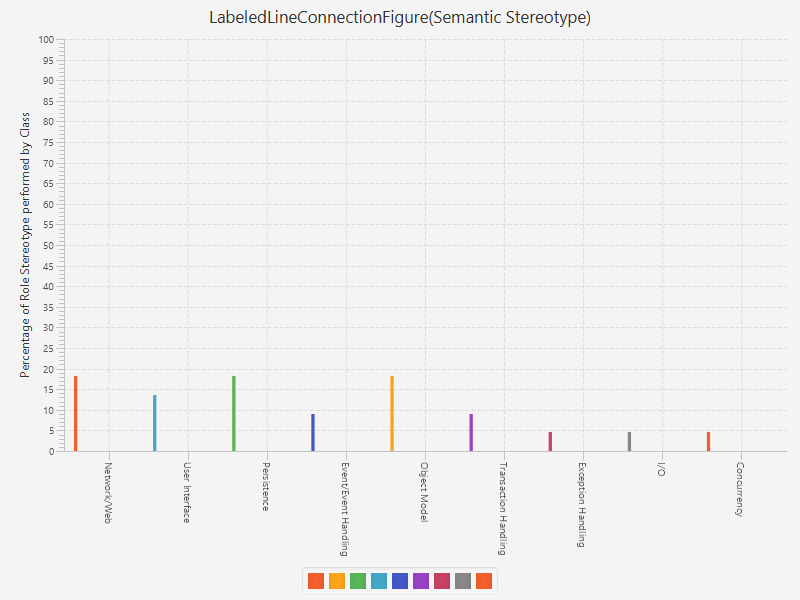 LabeledLineConnectionFigure(Semantic Stereotype)
Percentage of Role Stereotype performed by Class
100
95
90
85
80
75
70
65
60
55
50
45
40
35
30
25
20
15
10
5
0
Network/Web
User Interface
Persistence
Event/Event Handling
Object Model
Transaction Handling
Exception Handling
I/O
Concurrency